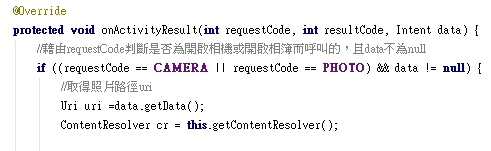 @Override
protected void onActivityResult(int requestCode, int resultCode, Intent data) {
//藉由requestCode判斷是否為開啟相機或開啟相簿而呼叫的，且data不為null
if ((requestCode == CAMERA || requestCode == PHOTO) && data != null) {
//取得照片路徑uri
Uri uri =data.getData();
ContentResolver cr = this.getContentResolver();